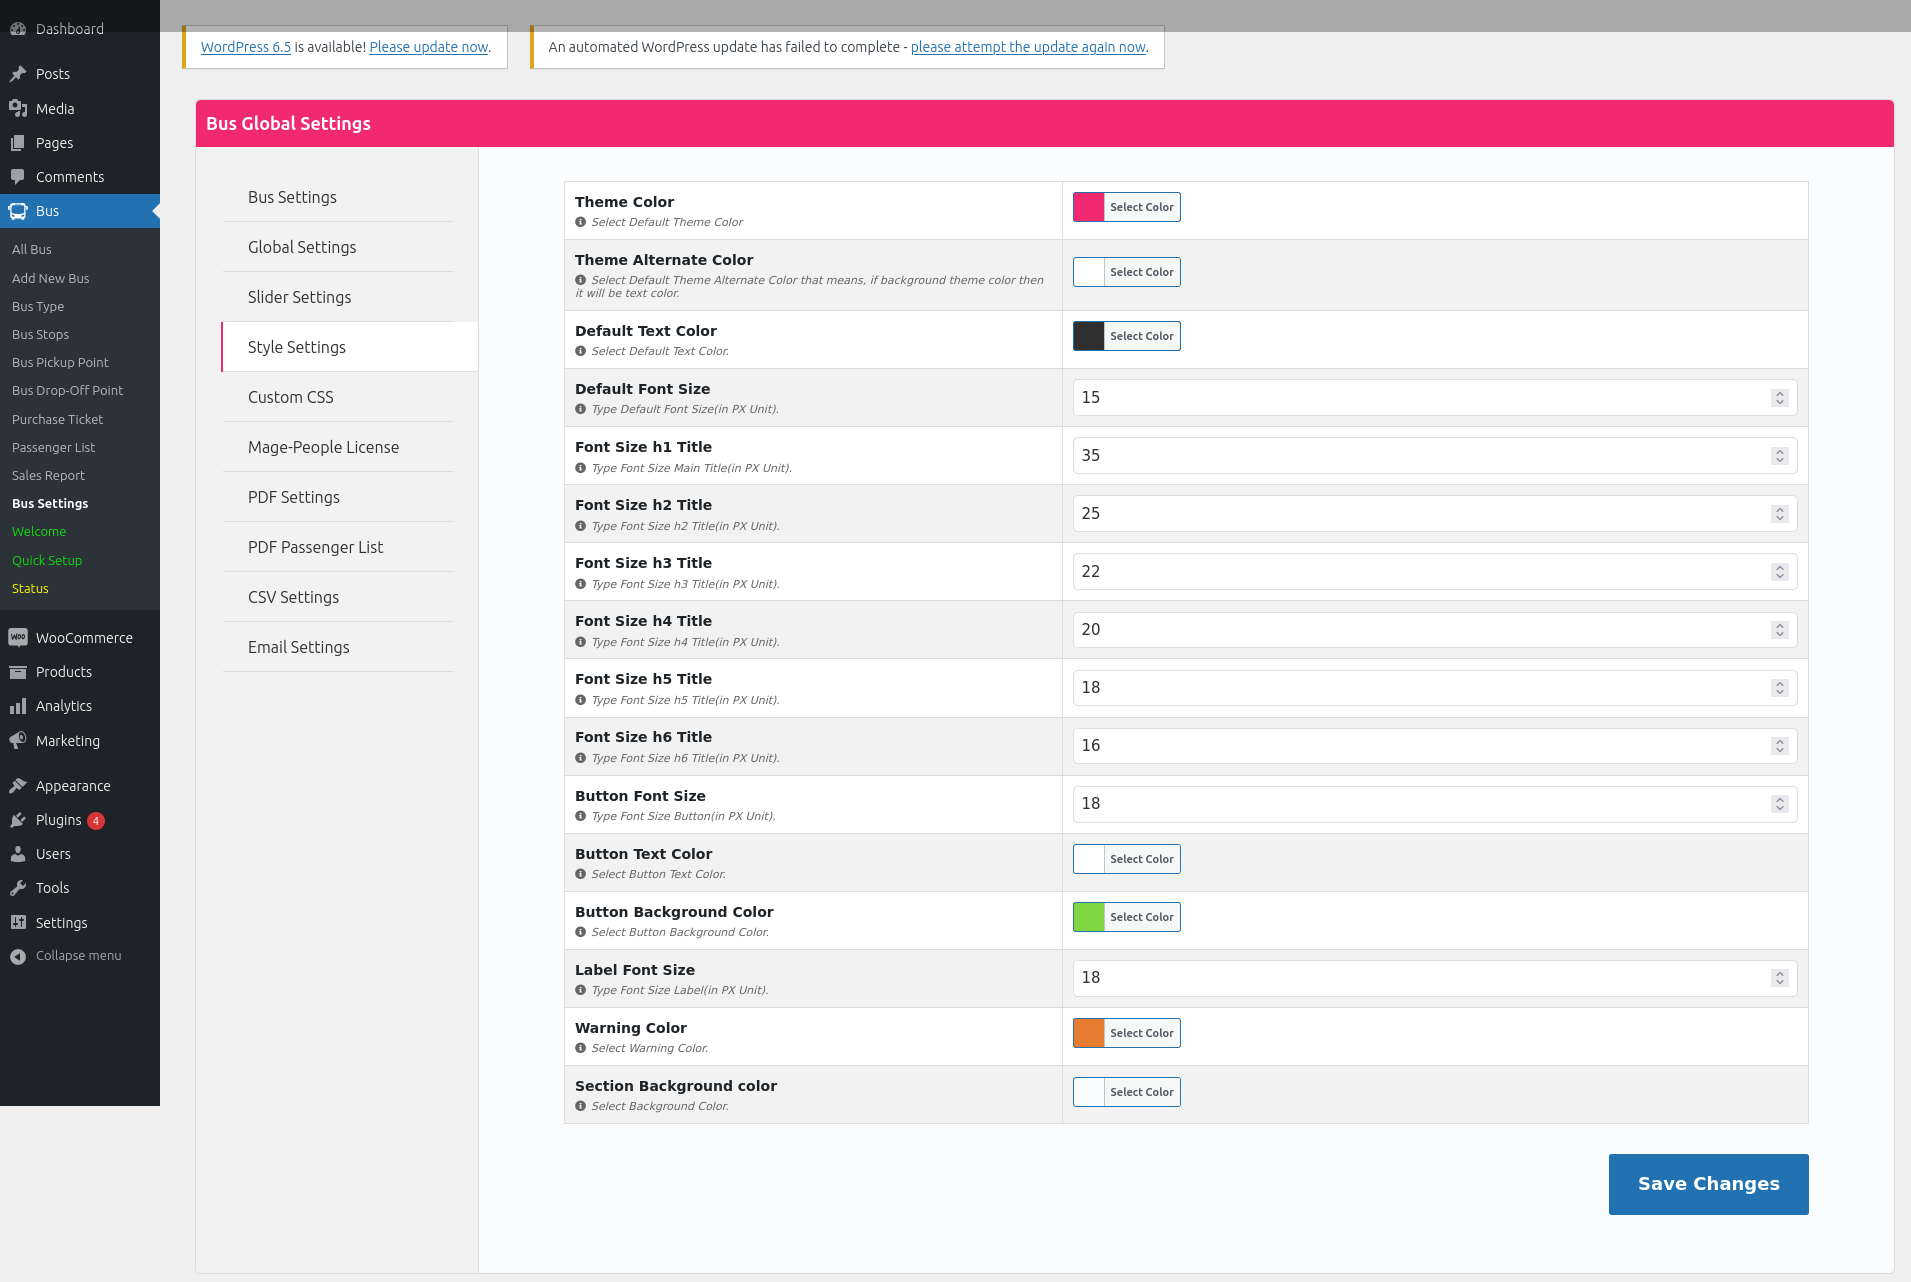 Dashboard
Posts
Media
Pages
Comments
Bus
All Bus
Add New Bus
Bus Type
Bus Stops
Bus Pickup Point
Bus Drop-Off Point
Purchase Ticket
Passenger List
Sales Report
Bus Settings
Welcome
Quick Setup
Status
WooCommerce
Products
Analytics
Marketing
Appearance
Plugins 4
Users
Tools
Settings
Collapse menu
WordPress 6.5 is available! Please update now.
An automated WordPress update has failed to complete - please attempt the update again now.
Bus Global Settings
Bus Settings
Global Settings
Slider Settings
Style Settings
Custom CSS
Mage-People License
PDF Settings
PDF Passenger List
CSV Settings
Email Settings
Theme Color
Select Default Theme Color
Select Color
Theme Alternate Color
Select Default Theme Alternate Color that means, if background theme color then
it will be text color.
Select Color
Default Text Color
Select Default Text Color.
Select Color
Default Font Size
Type Default Font Size(in PX Unit).
15
Font Size h1 Title
Type Font Size Main Title(in PX Unit).
35
Font Size h2 Title
Type Font Size h2 Title(in PX Unit).
25
Font Size h3 Title
Type Font Size h3 Title(in PX Unit).
22
Font Size h4 Title
Type Font Size h4 Title(in PX Unit).
20
Font Size h5 Title
Type Font Size h5 Title(in PX Unit).
18
Font Size h6 Title
Type Font Size h6 Title(in PX Unit).
16
Button Font Size
Type Font Size Button(in PX Unit).
18
Button Text Color
Select Button Text Color.
Select Color
Button Background Color
Select Button Background Color.
Select Color
Label Font Size
Type Font Size Label(in PX Unit).
18
Warning Color
Select Warning Color.
Select Color
Section Background color
Select Background Color.
Select Color
Save Changes